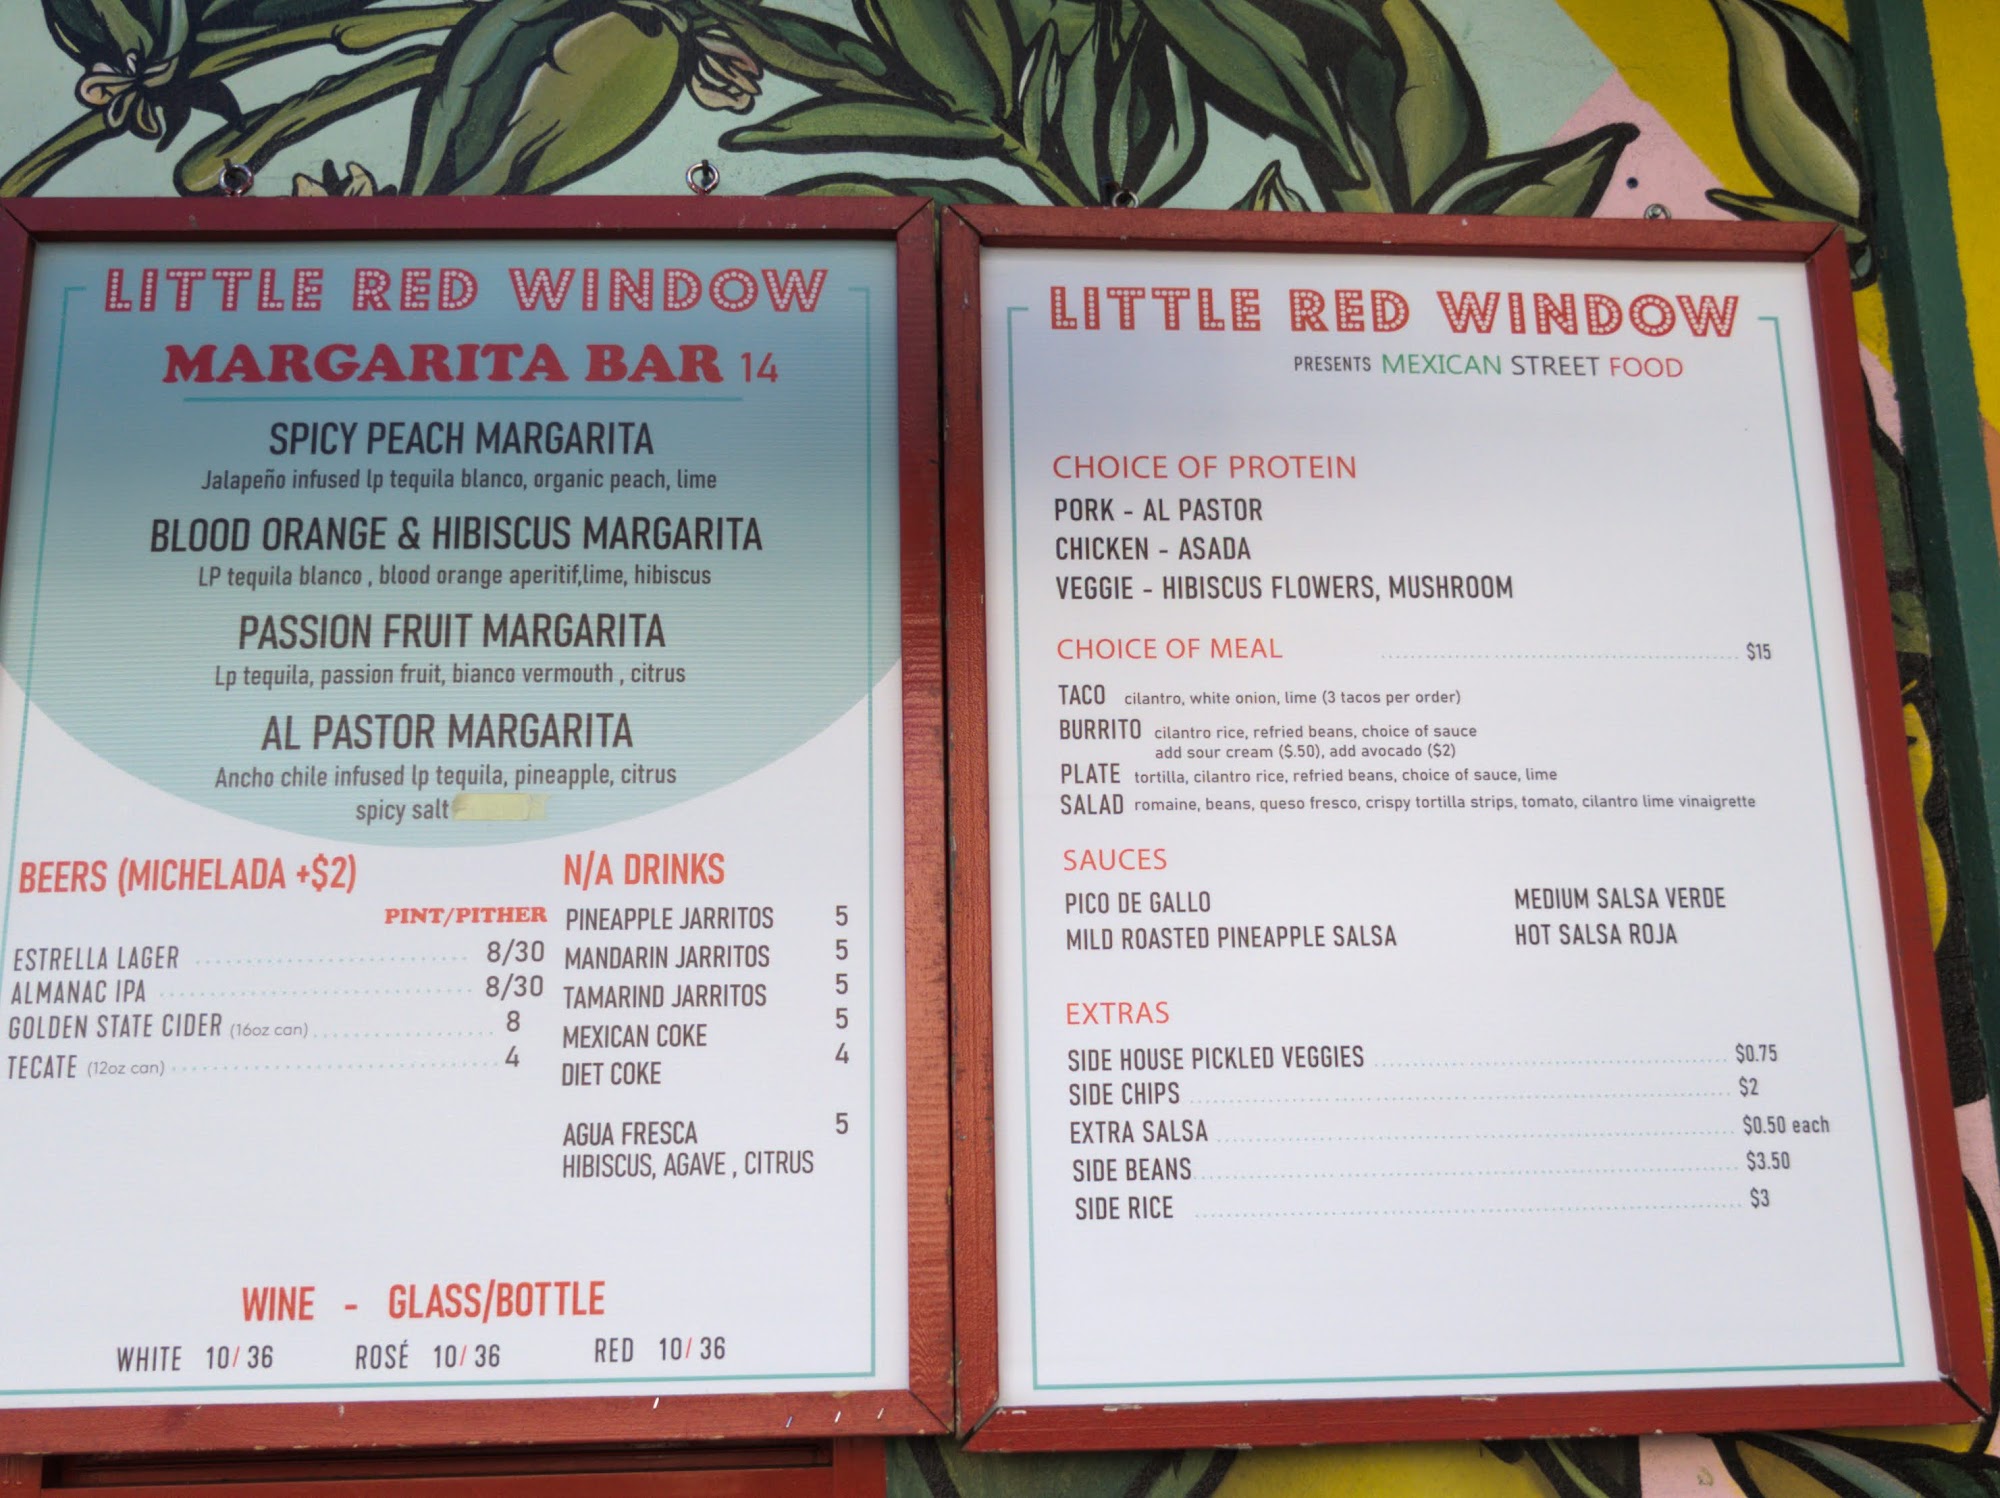 LITTLE RED WINDOW
MARGARITA BAR 14
SPICY PEACH MARGARITA
Jalapeño infused lp tequila blanco, organic peach, lime
BLOOD ORANGE & HIBISCUS MARGARITA
LP tequila blanco , blood orange aperitif,lime, hibiscus
PASSION FRUIT MARGARITA
Lp tequila, passion fruit, bianco vermouth , citrus
AL PASTOR MARGARITA
Ancho chile infused lp tequila, pineapple, citrus
spicy salt
BEERS (MICHELADA +$2)
PINT/PITHER
ESTRELLA LAGER 8/30
ALMANAC IPA 8/30
GOLDEN STATE CIDER (16oz can) 8
TECATE (12oz can) 4
N/A DRINKS
PINEAPPLE JARRITOS 5
MANDARIN JARRITOS 5
TAMARIND JARRITOS 5
MEXICAN COKE 5
DIET COKE 4
AGUA FRESCA 5
HIBISCUS, AGAVE , CITRUS
WINE - GLASS/BOTTLE
WHITE 10/ 36 ROSÉ 10/ 36 RED 10/ 36
LITTLE RED WINDOW
PRESENTS MEXICAN STREET FOOD
CHOICE OF PROTEIN
PORK - AL PASTOR
CHICKEN - ASADA
VEGGIE - HIBISCUS FLOWERS, MUSHROOM
CHOICE OF MEAL $15
TACO cilantro, white onion, lime (3 tacos per order)
BURRITO cilantro rice, refried beans, choice of sauce
add sour cream ($.50), add avocado ($2)
PLATE tortilla, cilantro rice, refried beans, choice of sauce, lime
SALAD romaine, beans, queso fresco, crispy tortilla strips, tomato, cilantro lime vinaigrette
SAUCES
PICO DE GALLO MEDIUM SALSA VERDE
MILD ROASTED PINEAPPLE SALSA HOT SALSA ROJA
EXTRAS
SIDE HOUSE PICKLED VEGGIES $0.75
SIDE CHIPS $2
EXTRA SALSA $0.50 each
SIDE BEANS $3.50
SIDE RICE $3